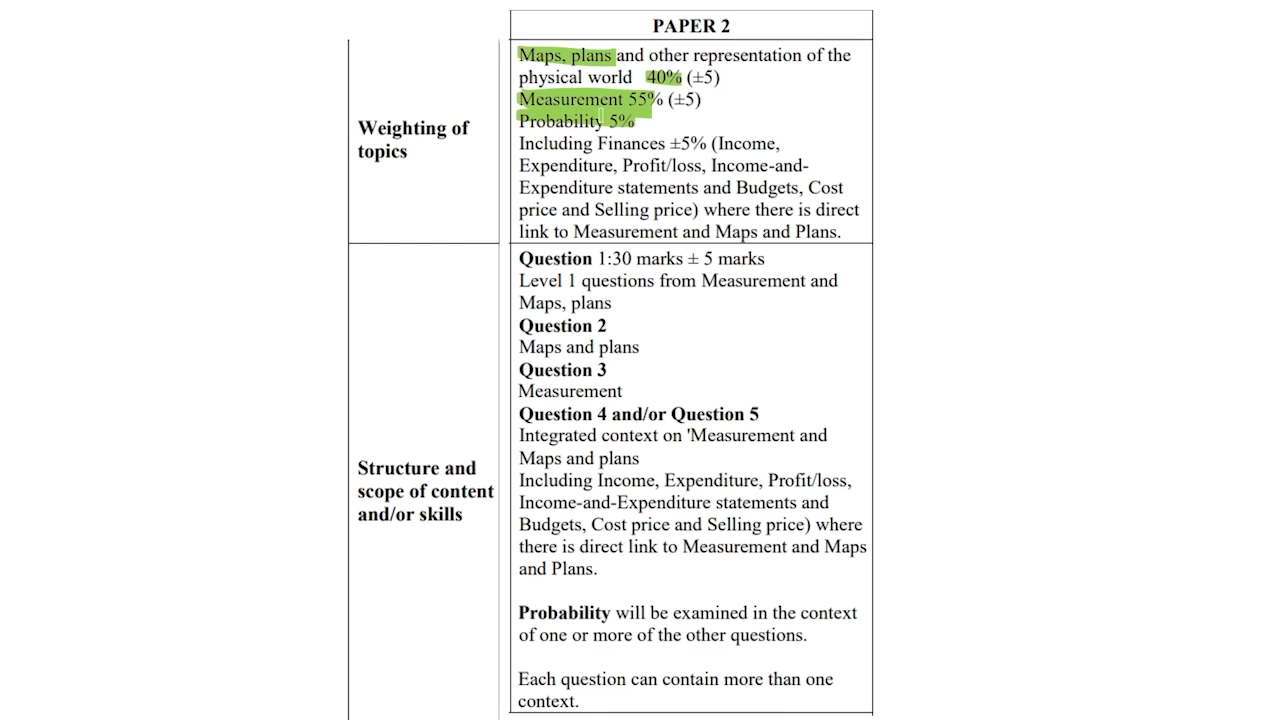 PAPER 2
Weighting of
topics
Maps, plans and other representation of the
physical world 40% (±5)
Measurement 55% (±5)
Probability 5%
Including Finances ±5% (Income,
Expenditure, Profit/loss, Income-and-
Expenditure statements and Budgets, Cost
price and Selling price) where there is direct
link to Measurement and Maps and Plans.
Structure and
scope of content
and/or skills
Question 1:30 marks ± 5 marks
Level 1 questions from Measurement and
Maps, plans
Question 2
Maps and plans
Question 3
Measurement
Question 4 and/or Question 5
Integrated context on 'Measurement and
Maps and plans
Including Income, Expenditure, Profit/loss,
Income-and-Expenditure statements and
Budgets, Cost price and Selling price) where
there is direct link to Measurement and Maps
and Plans.
Probability will be examined in the context
of one or more of the other questions.
Each question can contain more than one
context.